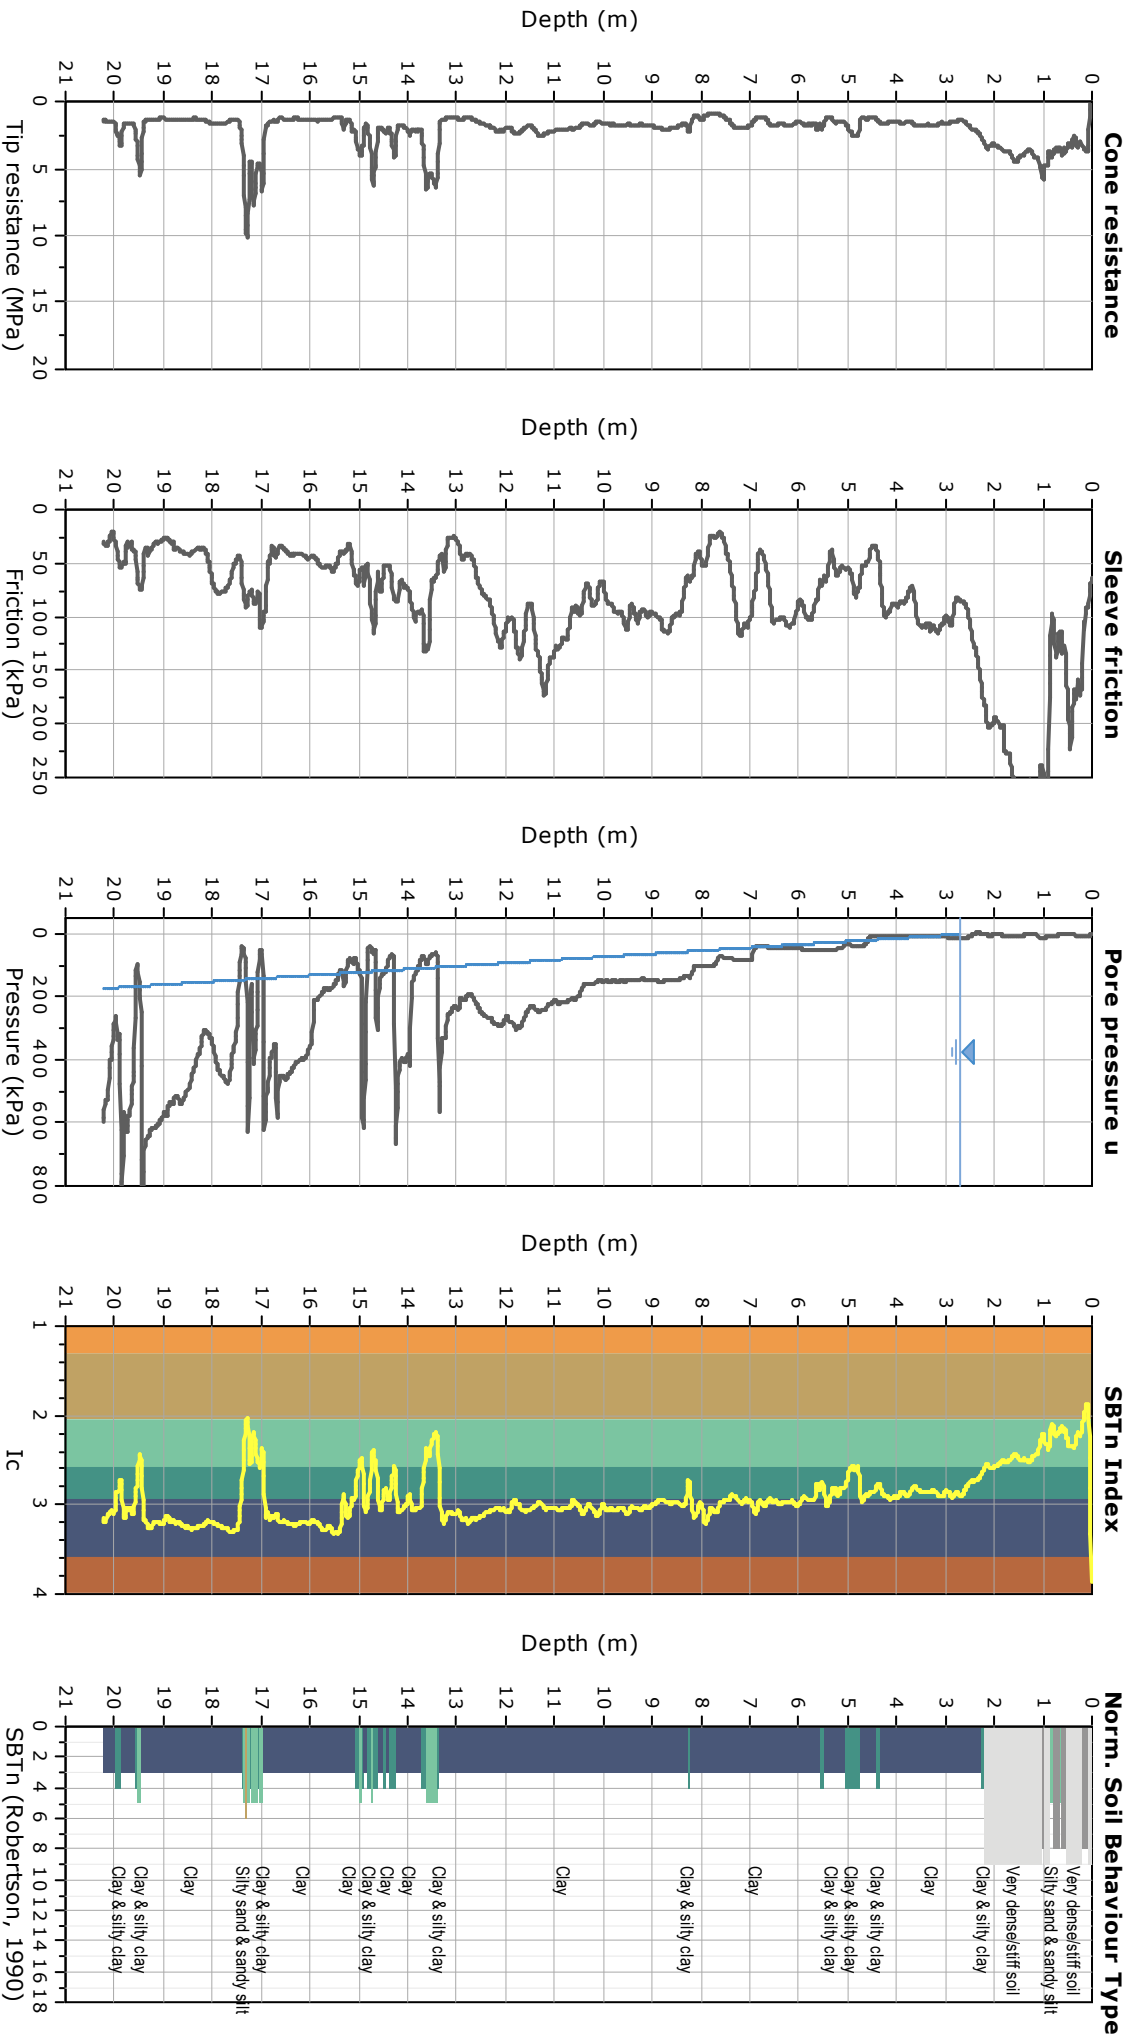 Cone resistance
Depth (m)
0
1
2
3
4
5
6
7
8
9
10
11
12
13
14
15
16
17
18
19
20
21
0 5 10 15 20
Tip resistance (MPa)
Sleeve friction
Depth (m)
0
1
2
3
4
5
6
7
8
9
10
11
12
13
14
15
16
17
18
19
20
21
0 50 100 150 200 250
Friction (kPa)
Pore pressure u
Depth (m)
0
1
2
3
4
5
6
7
8
9
10
11
12
13
14
15
16
17
18
19
20
21
0 200 400 600 800
Pressure (kPa)
SBTn Index
Depth (m)
0
1
2
3
4
5
6
7
8
9
10
11
12
13
14
15
16
17
18
19
20
21
1 2 3 4
Ic
Norm. Soil Behaviour Type
Depth (m)
0
1
2
3
4
5
6
7
8
9
10
11
12
13
14
15
16
17
18
19
20
21
Very dense/stiff soil
Silty sand & sandy silt
Very dense/stiff soil
Clay & silty clay
Clay
Clay & silty clay
Clay & silty clay
Clay & silty clay
Clay
Clay & silty clay
Clay
Clay & silty clay
Clay
Clay
Clay & silty clay
Clay
Clay
Clay & silty clay
Silty sand & sandy silt
Clay
Clay & silty clay
Clay & silty clay
0 2 4 6 8 10 12 14 16 18
SBTn (Robertson, 1990)